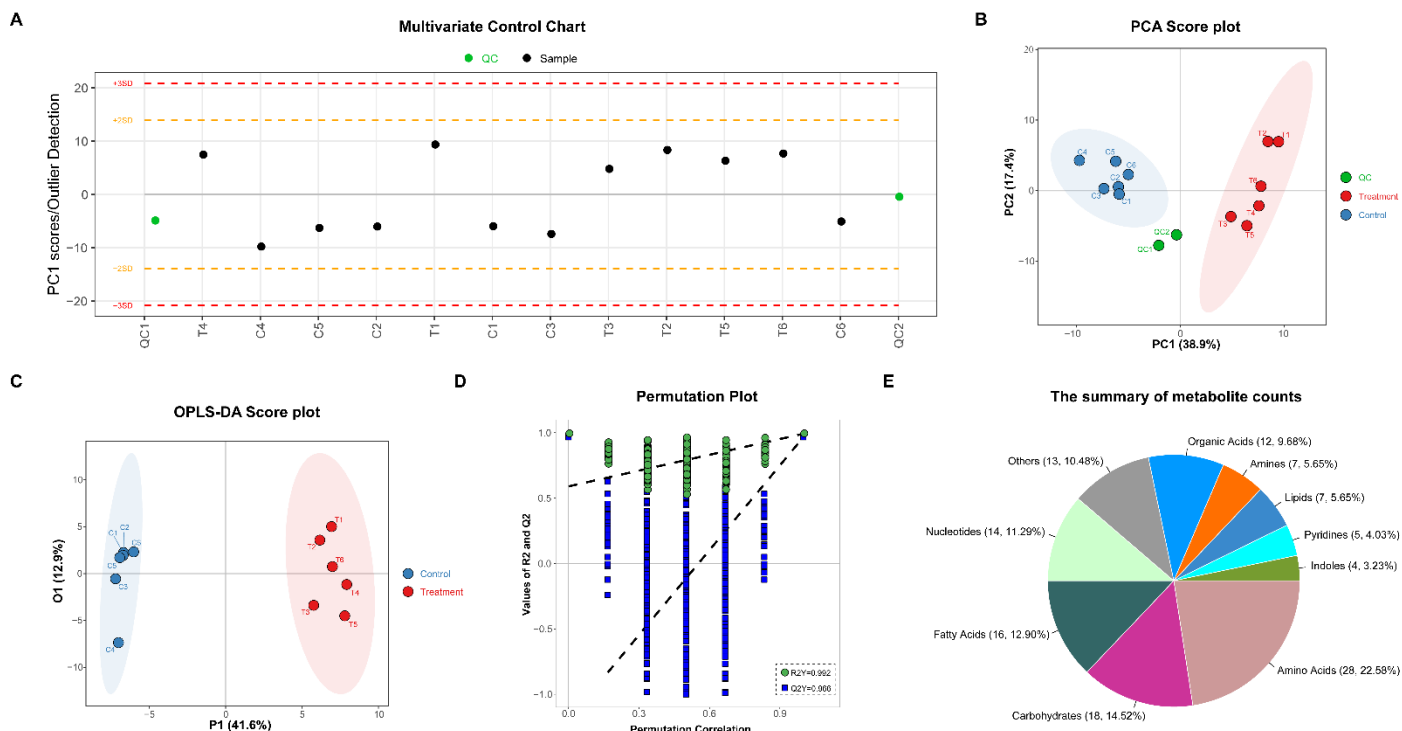 A
Multivariate Control Chart
QC
Sample
PC1 scores/Outlier Detection
20
10
0
−10
−20
+3SD
+2SD
−2SD
−3SD
QC1
T4
C4
C5
C2
T1
C1
C3
T3
T2
T5
T6
C6
QC2
B
PCA Score plot
PC2 (17.4%)
20
10
0
−10
−10
0
10
PC1 (38.9%)
C4
C5
C6
C2
C3
C1
QC2
QC1
T2
T1
T6
T4
T3
T5
QC
Treatment
Control
C
OPLS-DA Score plot
O1 (12.9%)
10
5
0
−5
−10
−5
0
5
10
P1 (41.6%)
C2
C1
C5
C3
C4
T1
T2
T6
T4
T3
T5
Control
Treatment
D
Permutation Plot
Values of R2 and Q2
1.0
0.5
0.0
−0.5
−1.0
0.0
0.3
0.6
0.9
Permutation Correlation
R2Y=0.992
Q2Y=0.966
E
The summary of metabolite counts
Organic Acids (12, 9.68%)
Others (13, 10.48%)
Amines (7, 5.65%)
Lipids (7, 5.65%)
Nucleotides (14, 11.29%)
Pyridines (5, 4.03%)
Indoles (4, 3.23%)
Fatty Acids (16, 12.90%)
Amino Acids (28, 22.58%)
Carbohydrates (18, 14.52%)